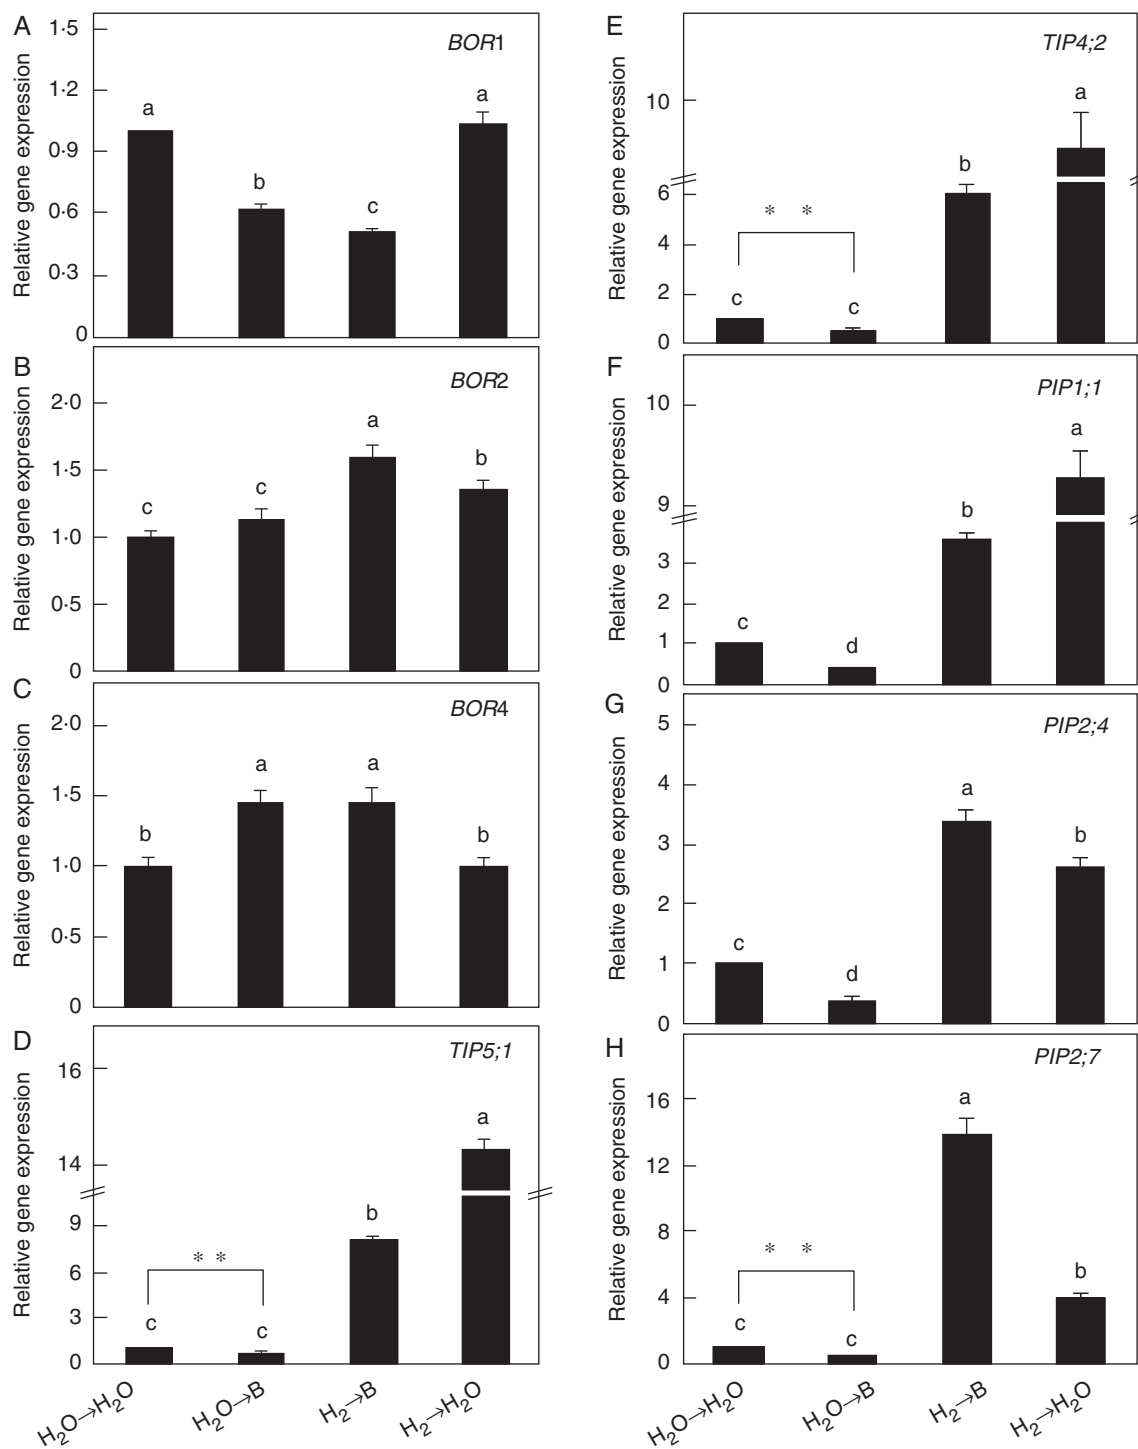 A
BOR1
Relative gene expression
1·5
1·2
0·9
0·6
0·3
0
a
b
c
a
B
BOR2
Relative gene expression
2·0
1·5
1·0
0·5
0
c
c
a
b
C
BOR4
Relative gene expression
2·0
1·5
1·0
0·5
0
b
a
a
b
D
TIP5;1
Relative gene expression
16
14
9
6
3
0
* *
c
c
b
a
H₂O→H₂O
H₂O→B
H₂→B
H₂→H₂O
E
TIP4;2
Relative gene expression
10
6
4
2
0
* *
c
c
b
a
F
PIP1;1
Relative gene expression
10
9
3
2
1
0
c
d
b
a
G
PIP2;4
Relative gene expression
5
4
3
2
1
0
c
d
a
b
H
PIP2;7
Relative gene expression
16
12
8
4
0
* *
c
c
a
b
H₂O→H₂O
H₂O→B
H₂→B
H₂→H₂O